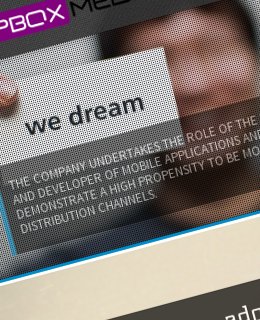 PBOX MED
we dream
THE COMPANY UNDERTAKES THE ROLE OF THE
AND DEVELOPER OF MOBILE APPLICATIONS AND
DEMONSTRATE A HIGH PROPENSITY TO BE MO
DISTRIBUTION CHANNELS.